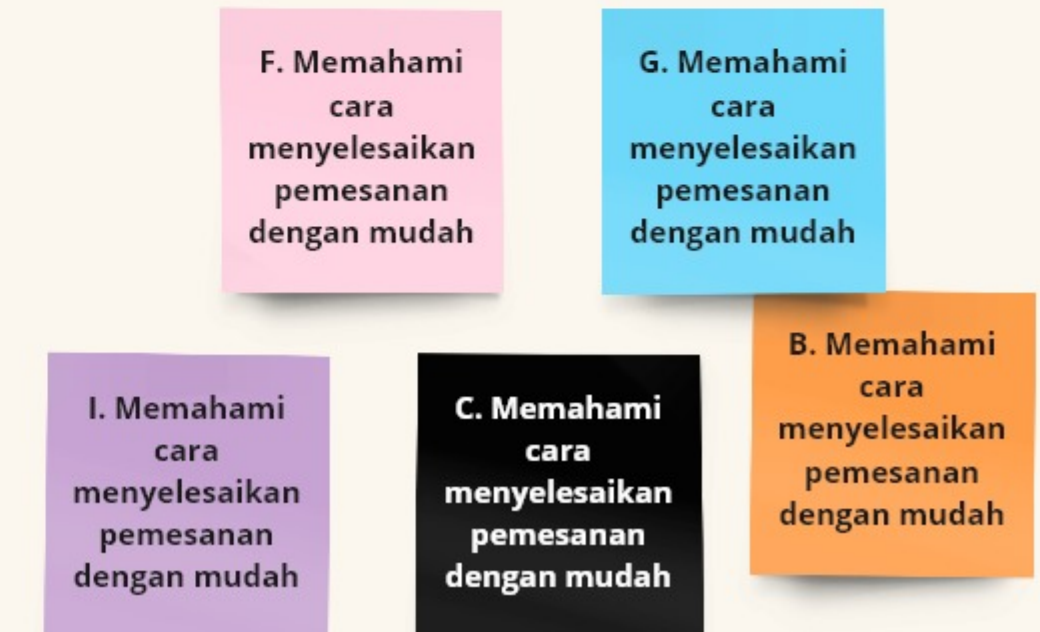 F. Memahami
cara
menyelesaikan
pemesanan
dengan mudah
G. Memahami
cara
menyelesaikan
pemesanan
dengan mudah
I. Memahami
cara
menyelesaikan
pemesanan
dengan mudah
C. Memahami
cara
menyelesaikan
pemesanan
dengan mudah
B. Memahami
cara
menyelesaikan
pemesanan
dengan mudah